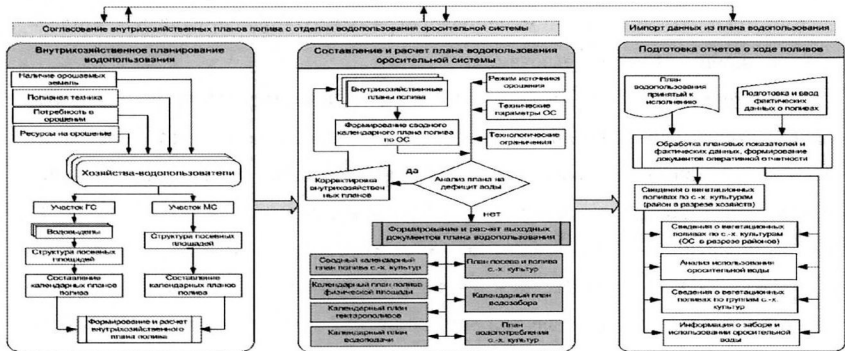 Согласование внутрихозяйственных планов полива с отделом водопользования оросительной системы
Импорт данных из плана водопользования
Внутрихозяйственное планирование
водопользования
Наличие орошаемых
земель
Поливная техника
Потребность в
орошении
Ресурсы на орошение
Хозяйства-водопользователи
Участок ГС
Участок МС
Водовыделы
Структура посевных
площадей
Структура посевных
площадей
Составление
календарных планов
полива
Составление
календарных планов
полива
Формирование и расчет
внутрихозяйственного
плана полива
Составление и расчет плана водопользования
оросительной системы
Внутрихозяйственные
планы полива
Формирование сводного
календарного плана полива
по ОС
Режим источника
орошения
Технические
параметры ОС
Технологические
ограничения
да
Корректировка
внутрихозяйствен
ных планов
Анализ плана на
дефицит воды
нет
Формирование и расчет выходных
документов плана водопользования
Сводный календарный
план полива с.-х. культур
План посева и полива
с.-х. культур
Календарный план полива
физической площади
Календарный план
водозабора
Календарный план
гектарополивов
Календарный план
водоподачи
План
водопотребления
с.-х. культур
Подготовка отчетов о ходе поливов
План
водопользования
принятый к
исполнению
Подготовка и ввод
фактических
данных о поливах
Обработка плановых показателей и
фактических данных, формирование
документов оперативной отчетности
Сведения о вегетационных
поливах по с.-х. культурам
(район в разрезе хозяйств)
Сведения о вегетационных
поливах по с.-х. культурам
(ОС в разрезе районов)
Анализ использования
оросительной воды
Сведения о вегетационных
поливах по группам с.-х.
культур
Информация о заборе и
использовании оросительной
воды